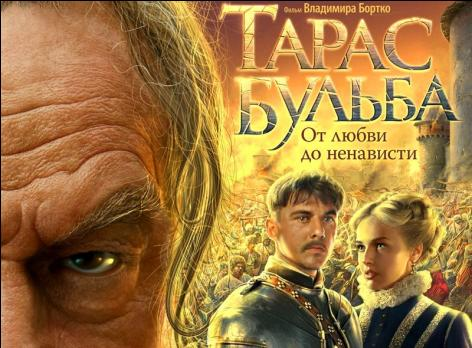 Фильм Владимира Бортко
ТАРАС
БУЛЬБА
От любви
до ненависти